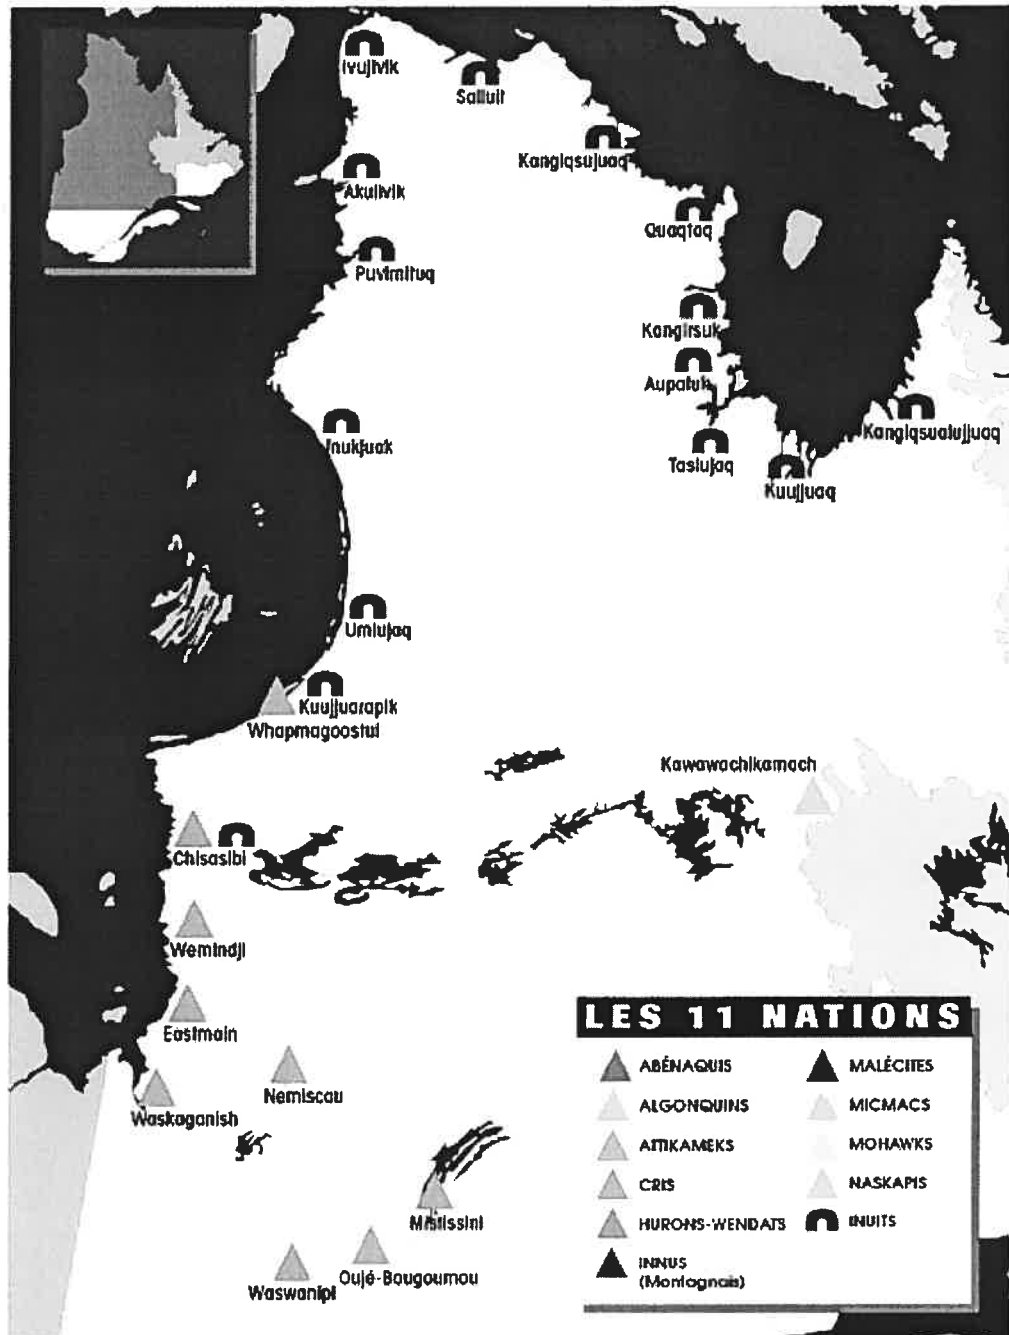 Ivujivik
Salluit
Kangiqsujuaq
Akulivik
Quaqtaq
Puvirnituq
Kangirsuk
Aupaluk
Inukjuak
Kangiqsualujjuaq
Tasiujaq
Kuujjuaq
Umiujaq
Kuujjuarapik
Whapmagoostui
Kawawachikamach
Chisasibi
Wemindji
Eastmain
Nemiscau
Waskaganish
Mistissini
Oujé-Bougoumou
Waswanipi
LES 11 NATIONS
ABÉNAQUIS
ALGONQUINS
ATTIKAMEKS
CRIS
HURONS-WENDATS
INNUS
(Montagnais)
MALÉCITES
MICMACS
MOHAWKS
NASKAPIS
INUITS